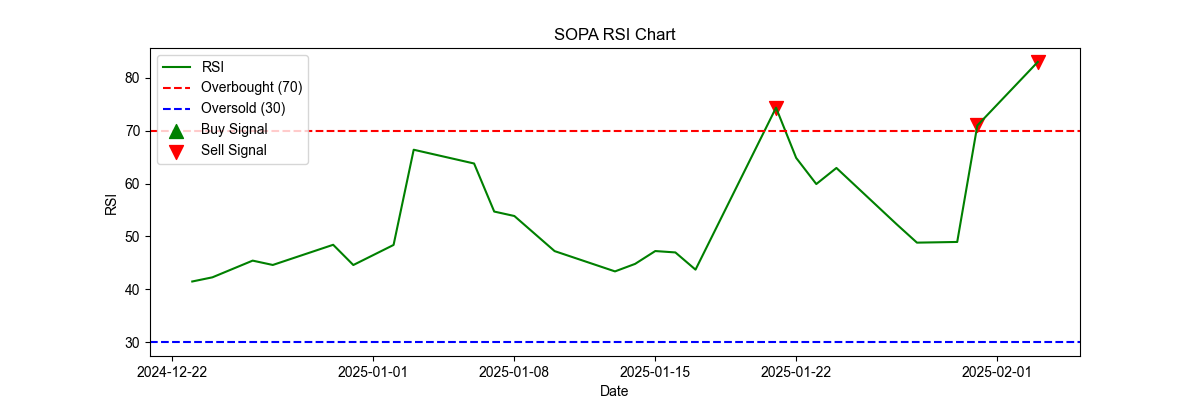 SOPA RSI Chart
RSI
Overbought (70)
Oversold (30)
Buy Signal
Sell Signal
80
70
60
50
40
30
RSI
2024-12-22
2025-01-01
2025-01-08
2025-01-15
2025-01-22
2025-02-01
Date